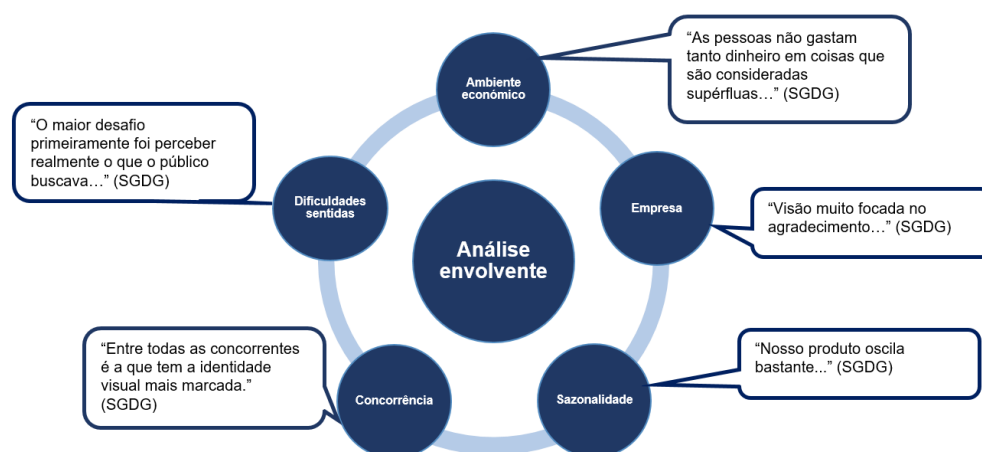 “As pessoas não gastam
tanto dinheiro em coisas que
são consideradas
supérfluas…” (SGDG)
Ambiente
económico
“O maior desafio
primeiramente foi perceber
realmente o que o público
buscava…” (SGDG)
Dificuldades
sentidas
Empresa
“Visão muito focada no
agradecimento…” (SGDG)
Análise
envolvente
“Entre todas as concorrentes
é a que tem a identidade
visual mais marcada.”
(SGDG)
Concorrência
Sazonalidade
“Nosso produto oscila
bastante...” (SGDG)